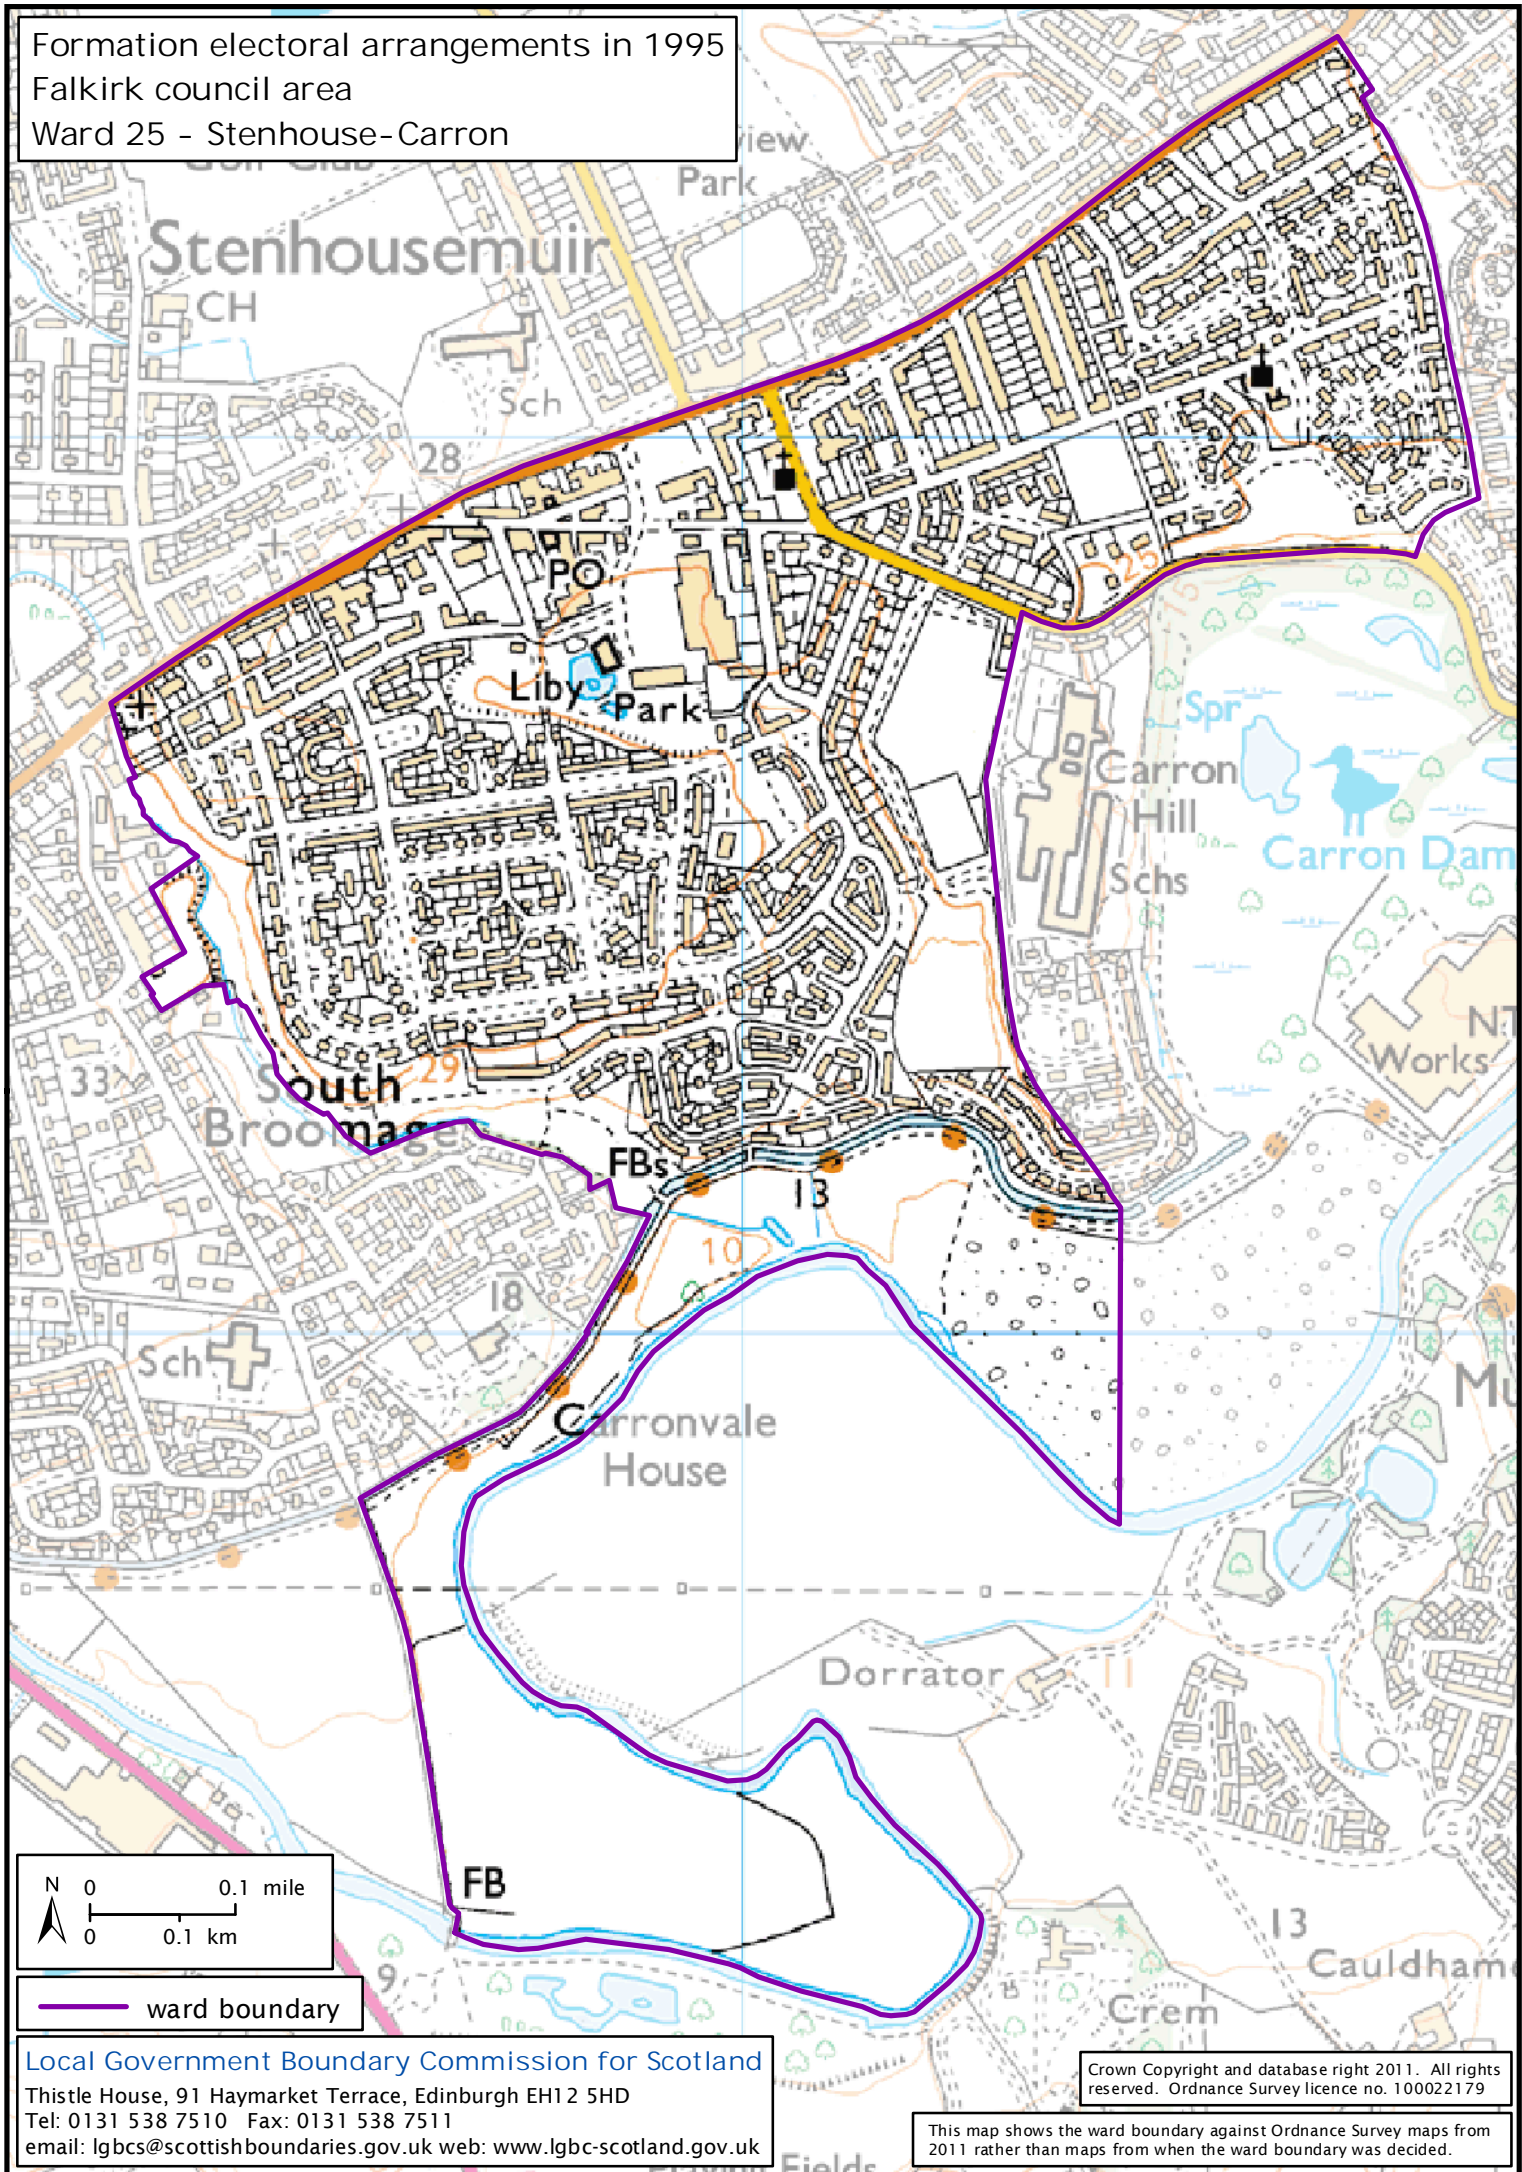 Formation electoral arrangements in 1995
Falkirk council area
Ward 25 - Stenhouse-Carron
Golf Club
Park
Stenhousemuir
CH
Sch
28
PO
25
15
Liby
Park
Spr
Carron
Hill
Schs
Carron Dam
Works
33
29
South
Broomage
FBs
13
10
18
Sch
Carronvale
House
Dorrator
11
FB
N
0 0.1 mile
0 0.1 km
9
13
Crem
ward boundary
Local Government Boundary Commission for Scotland
Thistle House, 91 Haymarket Terrace, Edinburgh EH12 5HD
Tel: 0131 538 7510 Fax: 0131 538 7511
email: lgbcs@scottishboundaries.gov.uk web: www.lgbc-scotland.gov.uk
Crown Copyright and database right 2011. All rights
reserved. Ordnance Survey licence no. 100022179
This map shows the ward boundary against Ordnance Survey maps from
2011 rather than maps from when the ward boundary was decided.
Fields